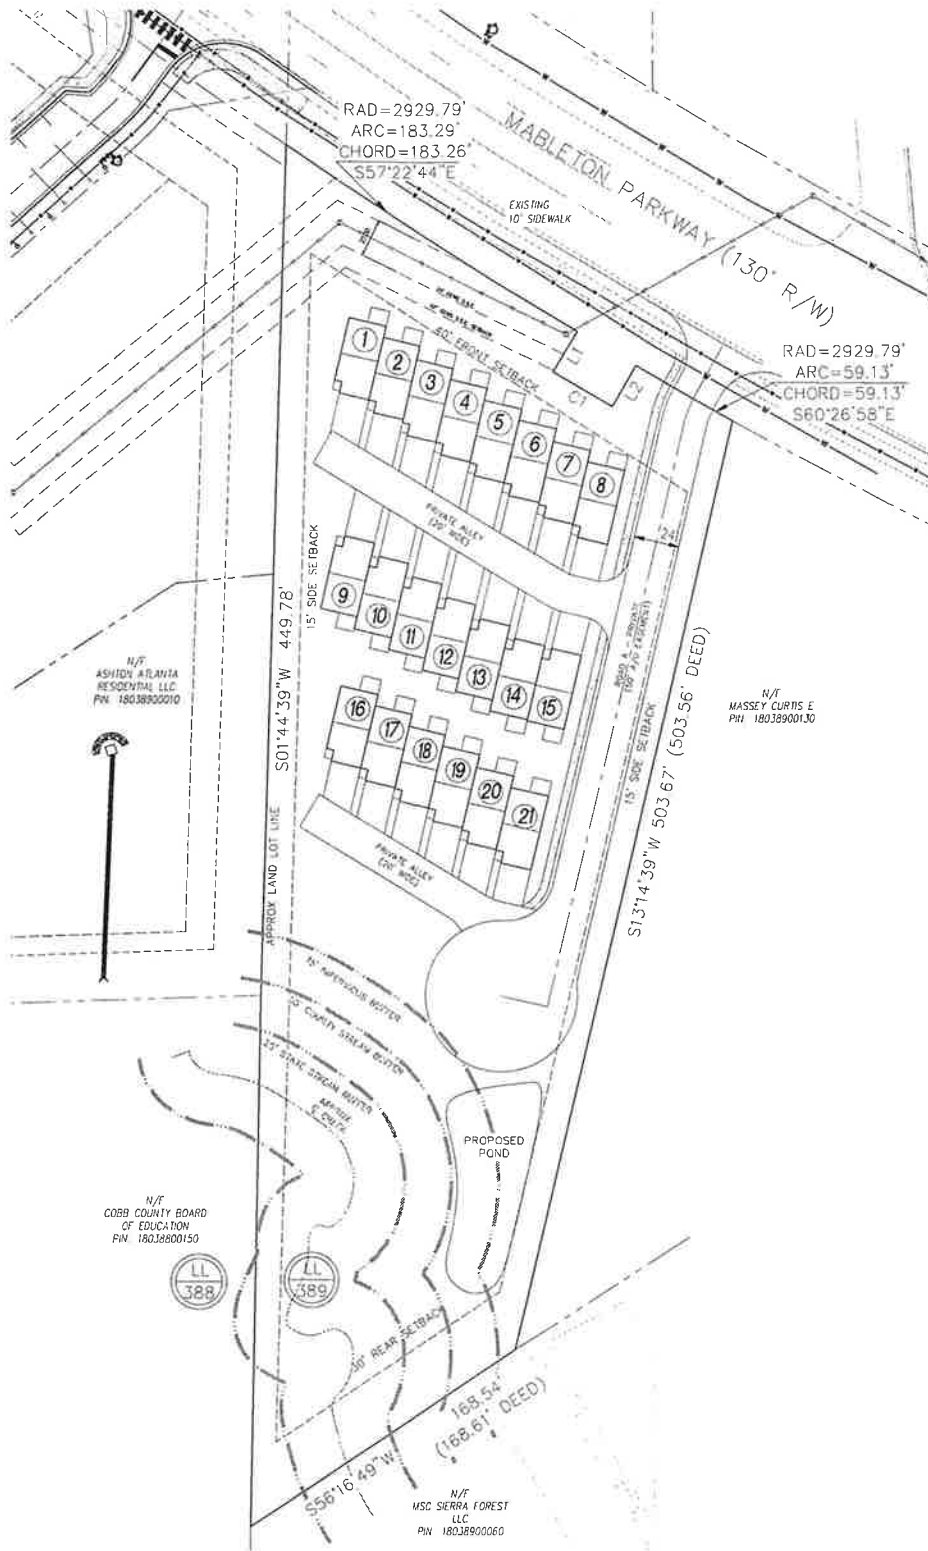 RAD=2929.79'
ARC=183.29'
CHORD=183.26'
S57°22'44"E
MABLETON PARKWAY (130' R/W)
EXISTING
10' SIDEWALK
RAD=2929.79'
ARC=59.13'
CHORD=59.13'
S60°26'58"E
40' FRONT SETBACK
L1
C1
L2
1
2
3
4
5
6
7
8
PRIVATE ALLEY
(20' WIDE)
24'
15' SIDE SETBACK
9
10
11
12
13
14
15
ROAD A - PRIVATE
15' SIDE SETBACK
S13°14'39"W 503.67' (503.56' DEED)
S01°44'39"W 449.78'
N/F
ASHTON ATLANTA
RESIDENTIAL LLC
PIN: 18038900010
N/F
MASSEY CURTIS E
PIN: 18038900130
16
17
18
19
20
21
PRIVATE ALLEY
(20' WIDE)
APPROX LAND LOT LINE
75' IMPERVIOUS BUFFER
50' COUNTY STREAM BUFFER
25' STATE STREAM BUFFER
PROPOSED
POND
N/F
COBB COUNTY BOARD
OF EDUCATION
PIN: 18038800150
LL
388
LL
389
30' REAR SETBACK
S56°16'49"W 168.54'
(168.61' DEED)
N/F
MSC SIERRA FOREST
LLC
PIN: 18038900060